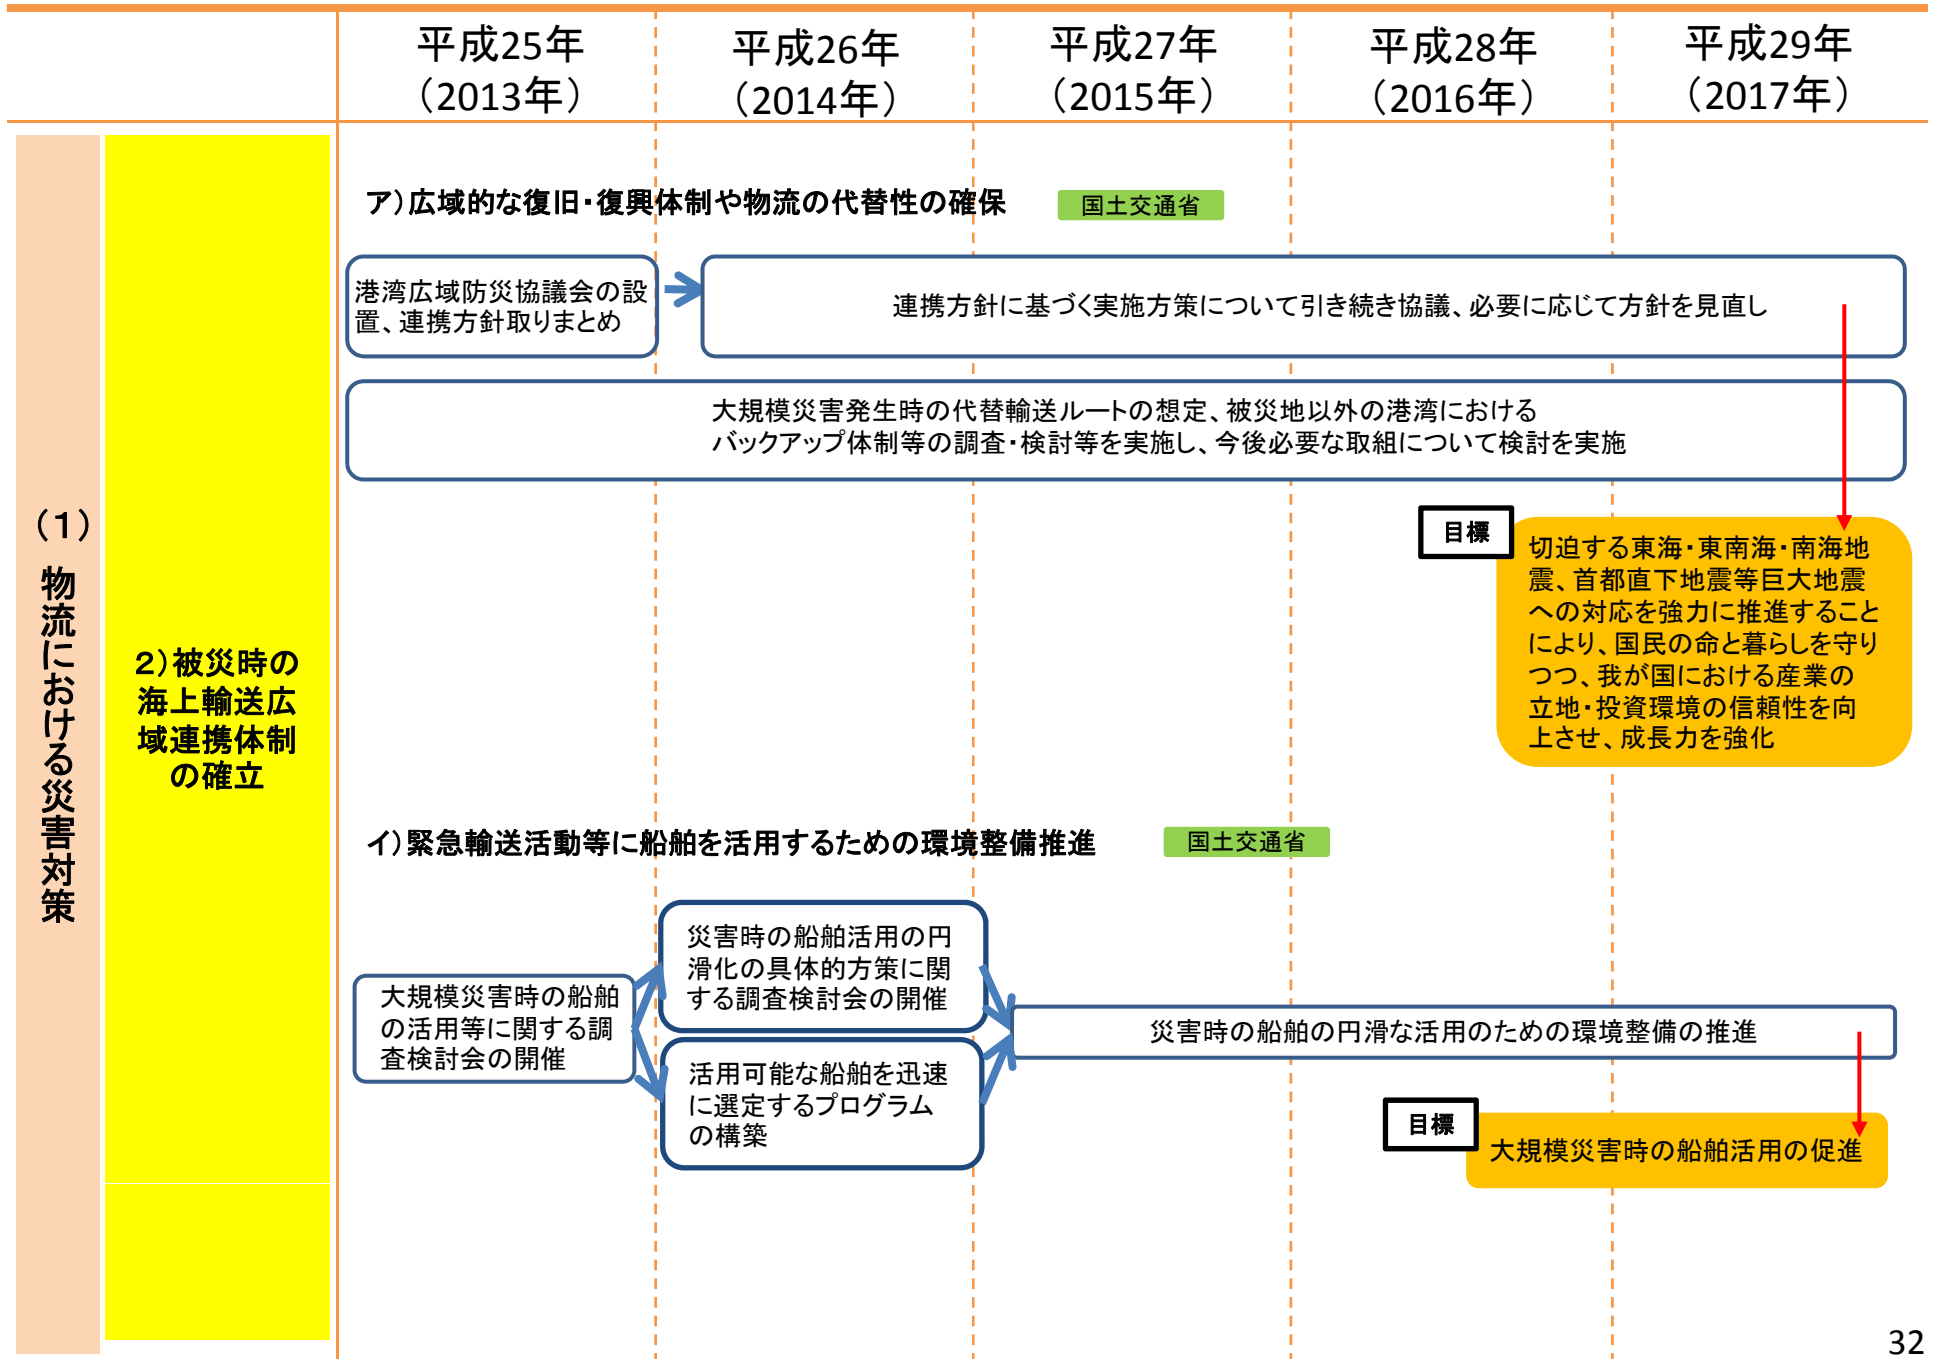 平成25年
（2013年）
平成26年
（2014年）
平成27年
（2015年）
平成28年
（2016年）
平成29年
（2017年）
（１）物流における災害対策
２）被災時の
海上輸送広
域連携体制
の確立
ア）広域的な復旧・復興体制や物流の代替性の確保
国土交通省
港湾広域防災協議会の設
置、連携方針取りまとめ
連携方針に基づく実施方策について引き続き協議、必要に応じて方針を見直し
大規模災害発生時の代替輸送ルートの想定、被災地以外の港湾における
バックアップ体制等の調査・検討等を実施し、今後必要な取組について検討を実施
目標
切迫する東海・東南海・南海地
震、首都直下地震等巨大地震
への対応を強力に推進すること
により、国民の命と暮らしを守り
つつ、我が国における産業の
立地・投資環境の信頼性を向
上させ、成長力を強化
イ）緊急輸送活動等に船舶を活用するための環境整備推進
国土交通省
大規模災害時の船舶
の活用等に関する調
査検討会の開催
災害時の船舶活用の円
滑化の具体的方策に関
する調査検討会の開催
活用可能な船舶を迅速
に選定するプログラム
の構築
災害時の船舶の円滑な活用のための環境整備の推進
目標
大規模災害時の船舶活用の促進
32